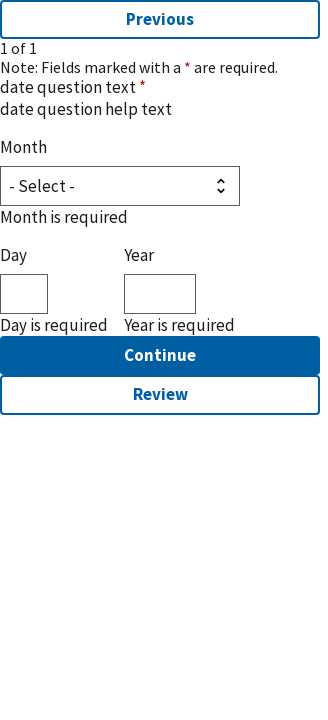 Previous
1 of 1
Note: Fields marked with a * are required.
date question text *
date question help text
Month
- Select -
Month is required
Day Year
Day is required Year is required
Continue
Review